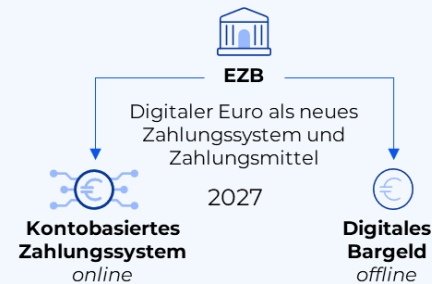 EZB
Digitaler Euro als neues
Zahlungssystem und
Zahlungsmittel
2027
Kontobasiertes
Zahlungssystem
online
Digitales
Bargeld
offline